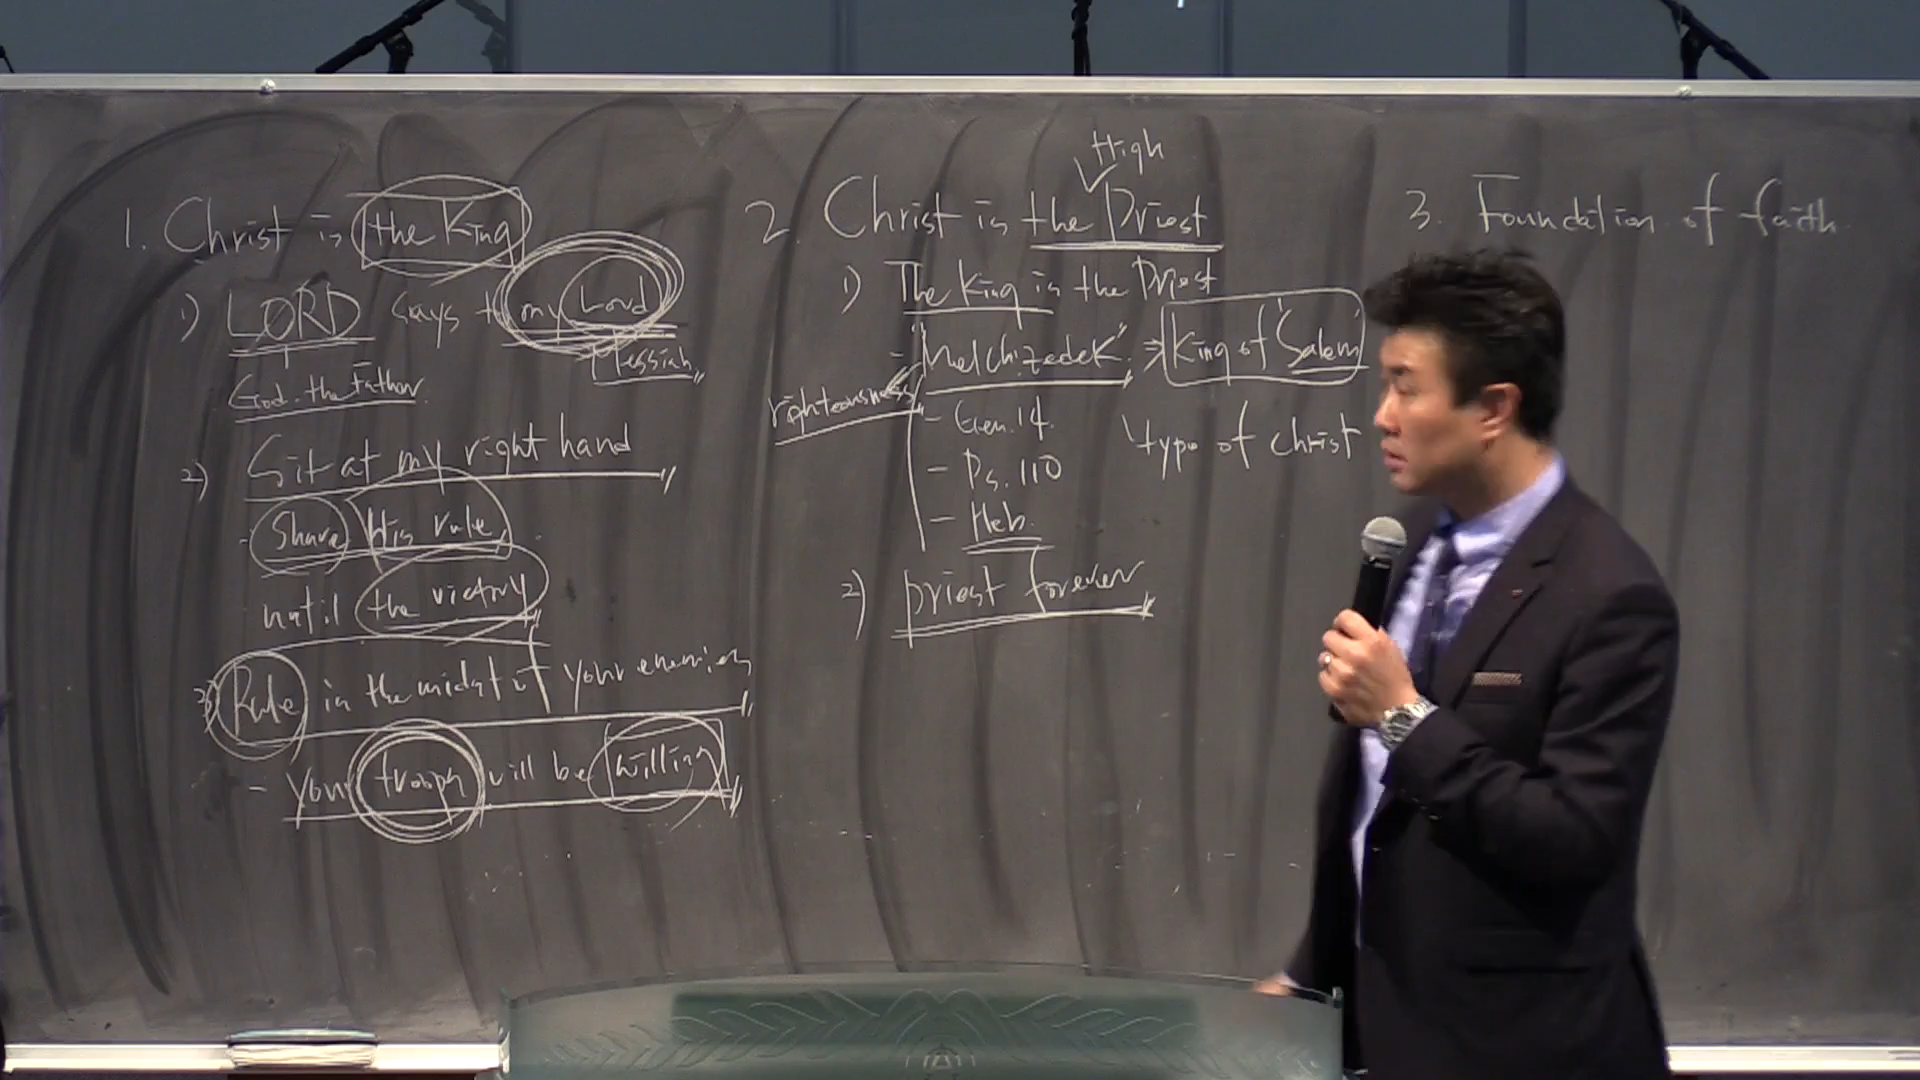 1. Christ is the King
1) LORD says to my Lord
Messiah
God the Father
2) Sit at my right hand
Share His rule
until the victory
3) Rule in the midst of your enemies
- Your troops will be willing
High
2. Christ is the Priest
1) The King is the Priest
- "Melchizedek" ⇒ King of "Salem"
righteousness
- Gen. 14.
type of Christ
- Ps. 110
- Heb.
2) priest forever
3. Foundation of faith